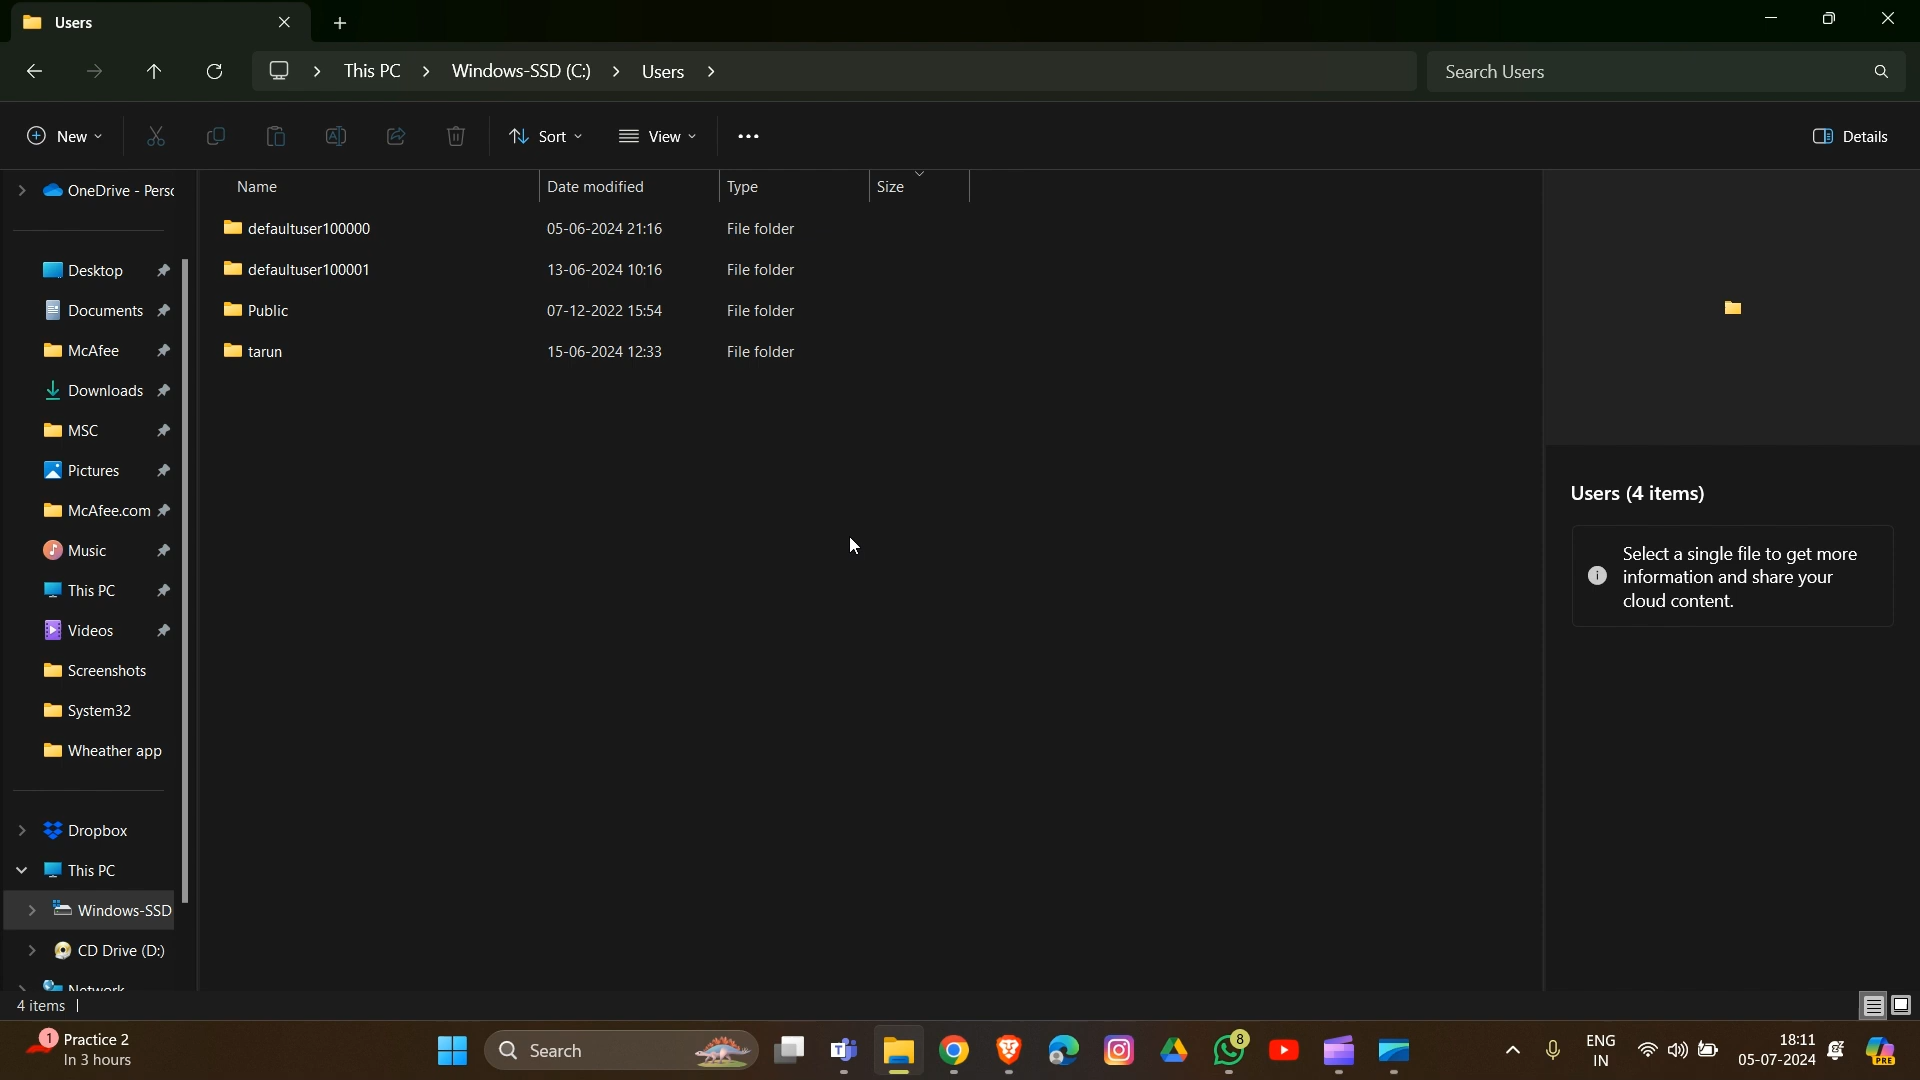 Users
This PC > Windows-SSD (C:) > Users >
Search Users
New
Sort
View
Details
OneDrive - Perso
Desktop
Documents
McAfee
Downloads
MSC
Pictures
McAfee.com
Music
This PC
Videos
Screenshots
System32
Wheather app
Dropbox
This PC
Windows-SSD
CD Drive (D:)
Network
Name Date modified Type Size
defaultuser100000 05-06-2024 21:16 File folder
defaultuser100001 13-06-2024 10:16 File folder
Public 07-12-2022 15:54 File folder
tarun 15-06-2024 12:33 File folder
Users (4 items)
Select a single file to get more
information and share your
cloud content.
4 items
1 Practice 2
In 3 hours
Search
8
ENG
IN
18:11
05-07-2024
PRE